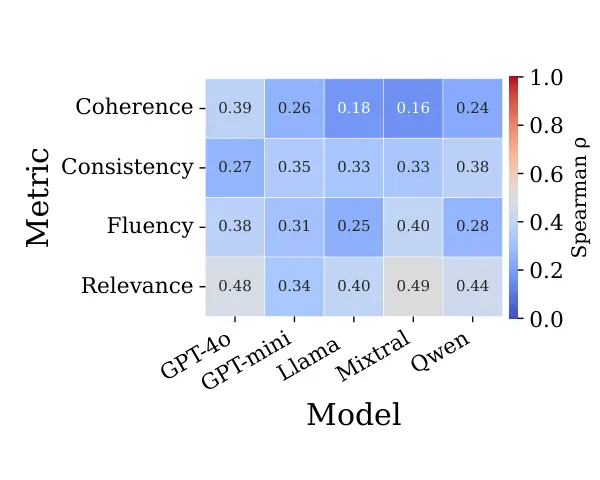 Metric
Coherence 0.39 0.26 0.18 0.16 0.24
Consistency 0.27 0.35 0.33 0.33 0.38
Fluency 0.38 0.31 0.25 0.40 0.28
Relevance 0.48 0.34 0.40 0.49 0.44
GPT-4o GPT-mini Llama Mixtral Qwen
Model
1.0
0.8
0.6
0.4
0.2
0.0
Spearman ρ